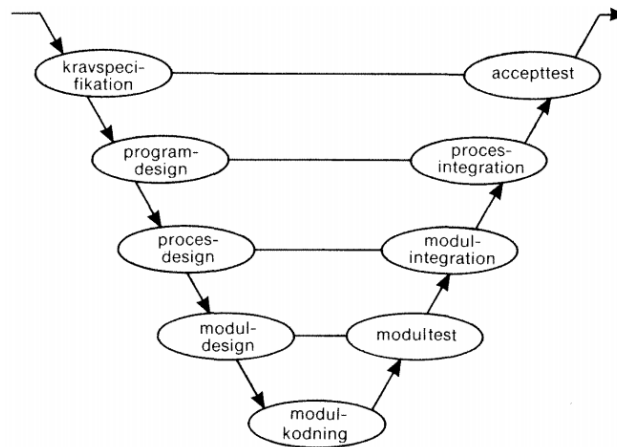 kravspeci-
fikation
accepttest
program-
design
proces-
integration
proces-
design
modul-
integration
modul-
design
modultest
modul-
kodning